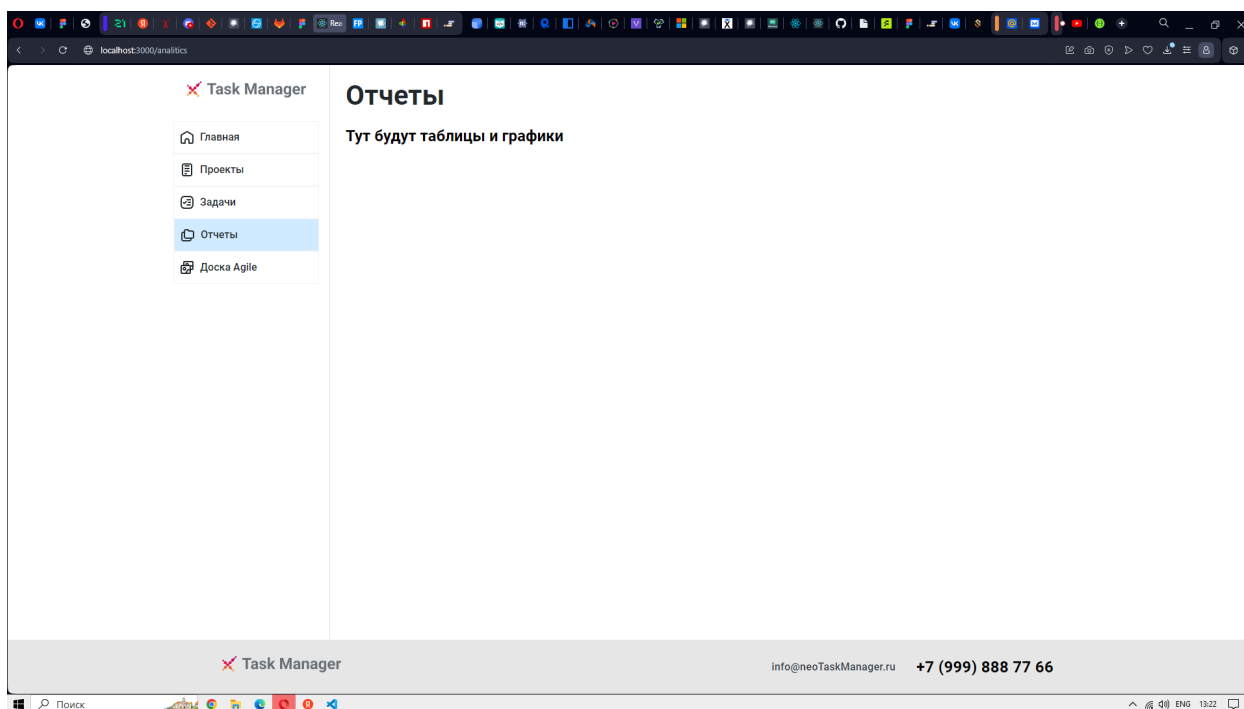 Rea
localhost:3000/analitics
Task Manager
Главная
Проекты
Задачи
Отчеты
Доска Agile
Отчеты
Тут будут таблицы и графики
Task Manager
info@neoTaskManager.ru
+7 (999) 888 77 66
Поиск
ENG
13:22